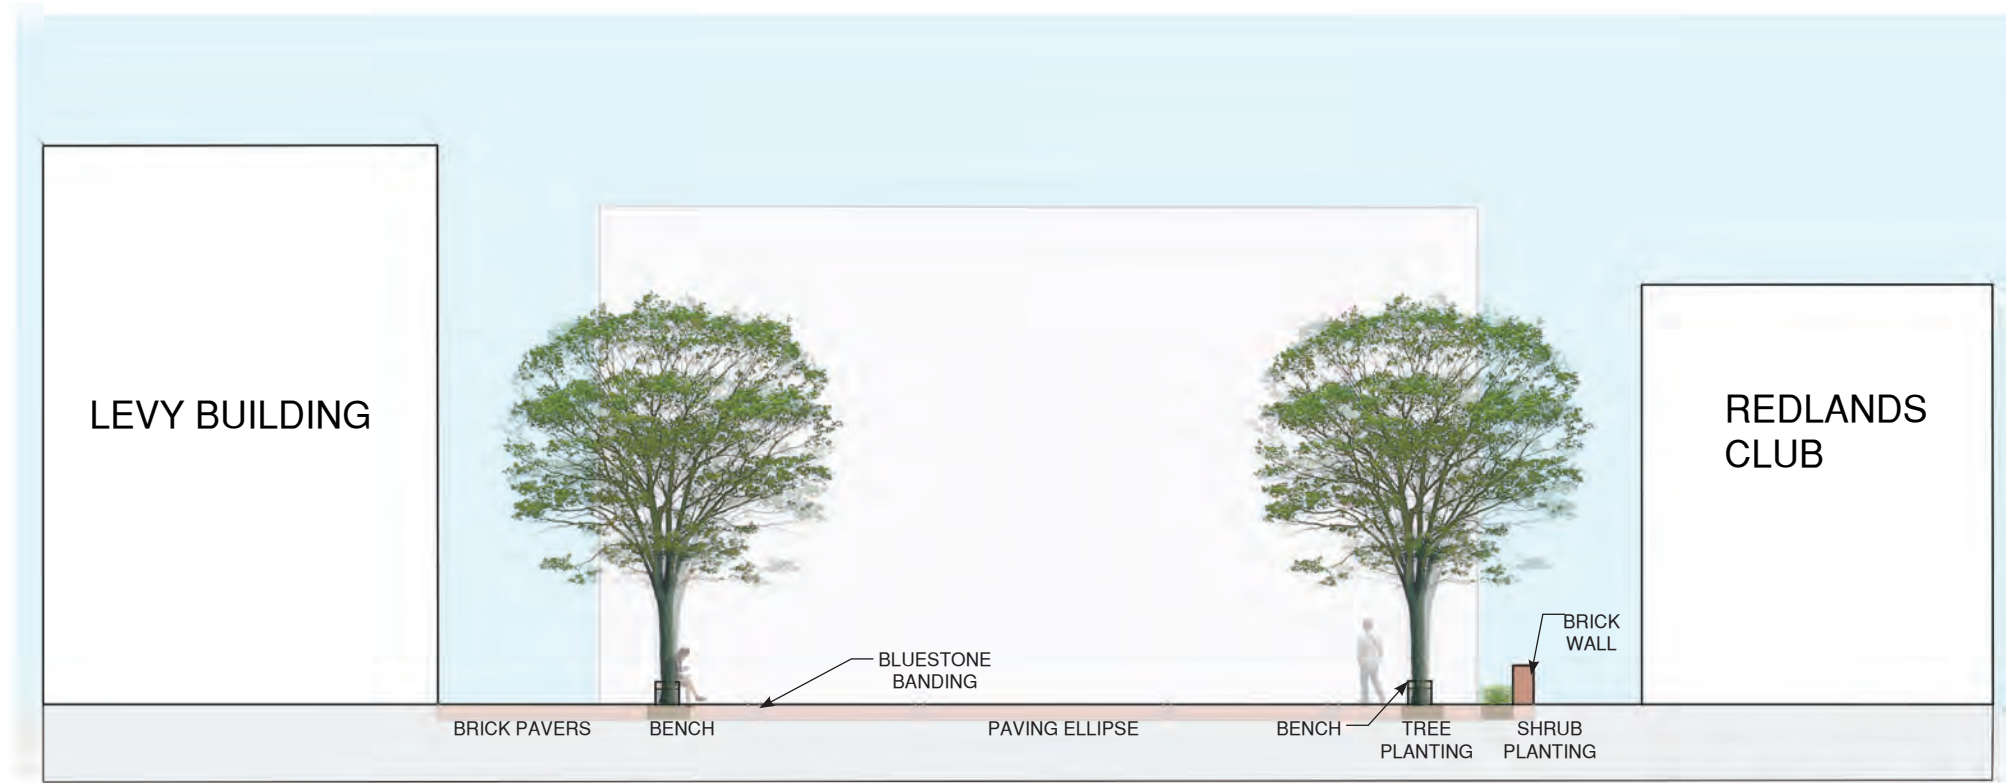 LEVY BUILDING
REDLANDS
CLUB
BRICK
WALL
BLUESTONE
BANDING
BRICK PAVERS
BENCH
PAVING ELLIPSE
BENCH
TREE
PLANTING
SHRUB
PLANTING